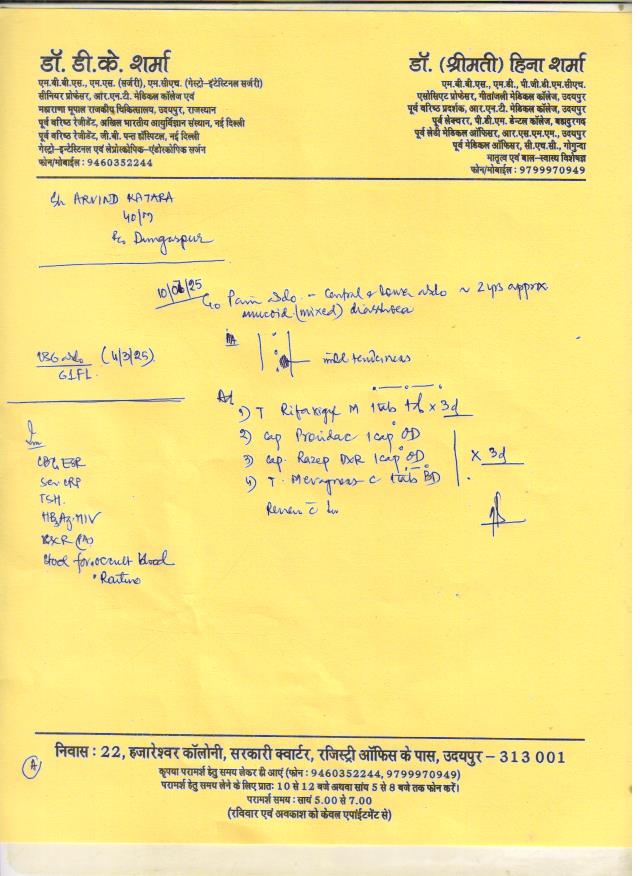 डॉ. डी.के. शर्मा
एम.बी.बी.एस., एम.एस. (सर्जरी), एम.सीएच. (गेस्ट्रो-इंटेस्टिनल सर्जरी)
सीनियर प्रोफेसर, आर.एन.टी. मेडिकल कॉलेज एवं
महाराणा भूपाल राजकीय चिकित्सालय, उदयपुर, राजस्थान
पूर्व वरिष्ठ रेजीडेंट, अखिल भारतीय आयुर्विज्ञान संस्थान, नई दिल्ली
पूर्व वरिष्ठ रेजीडेंट, जी.बी. पन्त हॉस्पिटल, नई दिल्ली
गेस्ट्रो-इन्टेस्टिनल एवं लेप्रोस्कोपिक-एंडोस्कोपिक सर्जन
फोन/मोबाईल : 9460352244
डॉ. (श्रीमती) हिना शर्मा
एम.बी.बी.एस., एम.डी., पी.जी.डी.एम.सीएच.
एसोसिएट प्रोफेसर, गीतांजली मेडिकल कॉलेज, उदयपुर
पूर्व वरिष्ठ प्रदर्शक, आर.एन.टी. मेडिकल कॉलेज, उदयपुर
पूर्व लेक्चरर, पी.डी.एम. डेन्टल कॉलेज, बहादुरगढ़
पूर्व लेडी मेडिकल ऑफिसर, आर.एस.एम.एम., उदयपुर
पूर्व मेडिकल ऑफिसर, सी.एच.सी., गोगुन्दा
मातृत्व एवं बाल-स्वास्थ्य विशेषज्ञ
फोन/मोबाईल : 9799970949
Sh ARVIND KATARA
40/M
R/o Dungarpur
10/06/25
C/o Pain abdo. - Central & lower abdo ~ 2 yrs approx
mucoid (mixed) diarrhoea
P/A
mild tenderness
USG abdo (4/3/25)
G1FL
Adv
1) T Rifaxigyl M 1 tab td x 3d
2) Cap Providac 1 cap OD
3) Cap. Razep DXR 1 cap OD
4) T. Mevagress C 1 tab BD
x 3d
Review c Inv
Inv
CBC, ESR
Ser CRP
TSH.
HBsAg. HIV
CXR (PA)
Stool for occult blood
• Routine
A
निवास : 22, हजारेश्वर कॉलोनी, सरकारी क्वार्टर, रजिस्ट्री ऑफिस के पास, उदयपुर – 313 001
कृपया परामर्श हेतु समय लेकर ही आएं (फोन : 9460352244, 9799970949)
परामर्श हेतु समय लेने के लिए प्रातः 10 से 12 बजे अथवा सांय 5 से 8 बजे तक फोन करें।
परामर्श समय : सायं 5.00 से 7.00
(रविवार एवं अवकाश को केवल एपाईंटमेंट से)